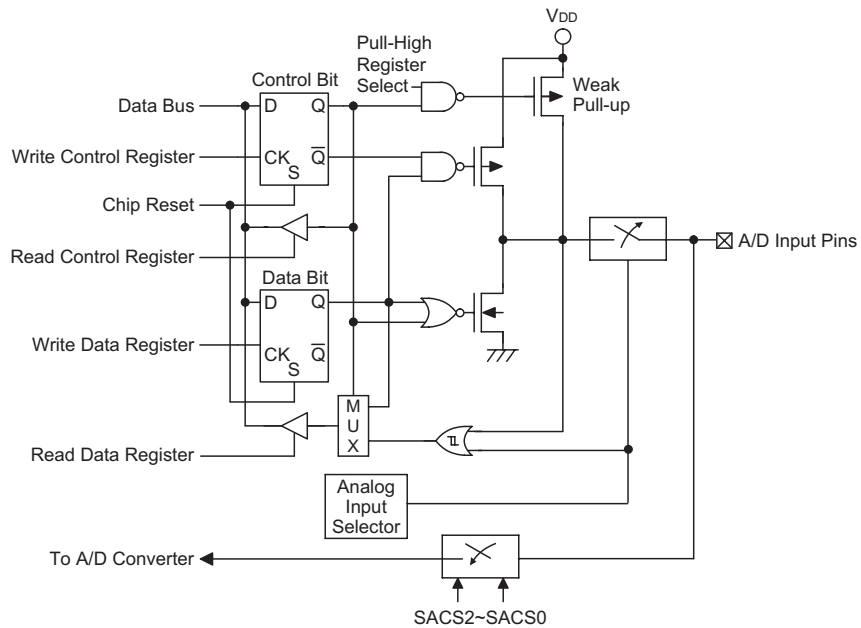 VDD
Pull-High
Register
Select
Control Bit
Weak
Pull-up
Data Bus
D
Q
Write Control Register
CK
Q
S
Chip Reset
Read Control Register
Data Bit
D
Q
A/D Input Pins
Write Data Register
CK
Q
S
M
U
X
Read Data Register
Analog
Input
Selector
To A/D Converter
SACS2~SACS0